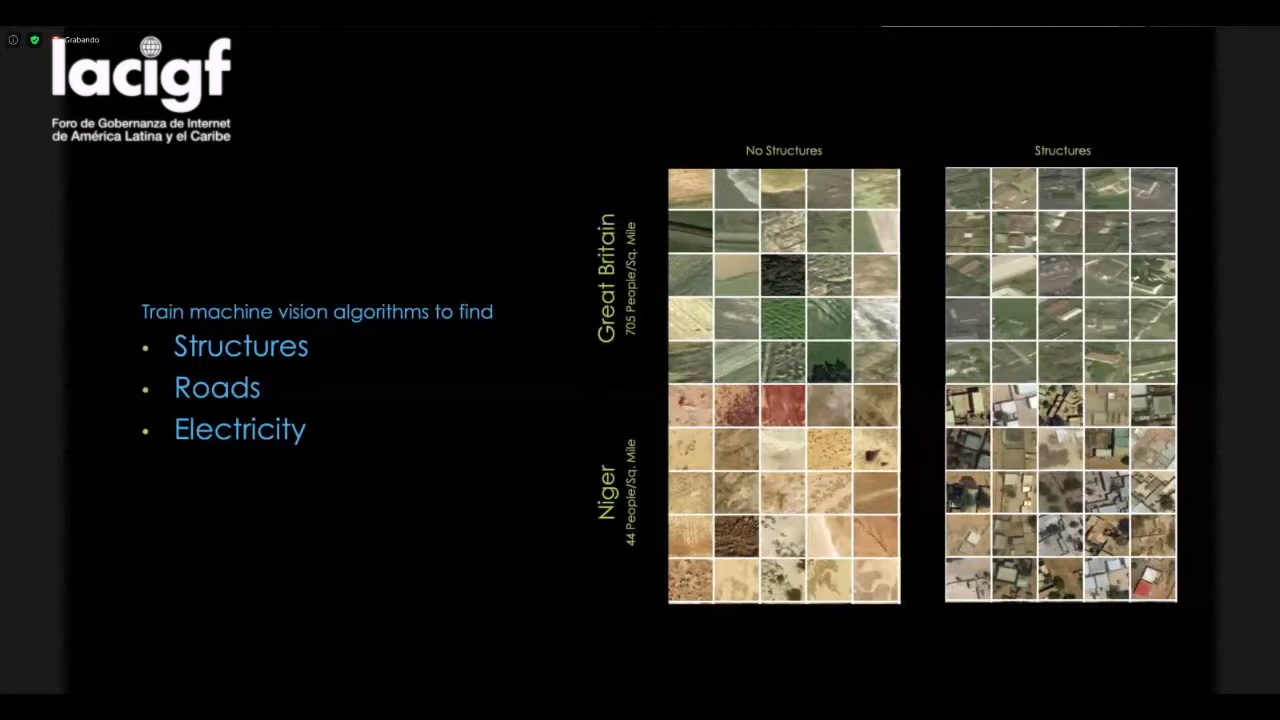 Grabando
lacigf
Foro de Gobernanza de Internet
de América Latina y el Caribe
Train machine vision algorithms to find
• Structures
• Roads
• Electricity
No Structures
Structures
Great Britain
705 People/Sq. Mile
Niger
44 People/Sq. Mile